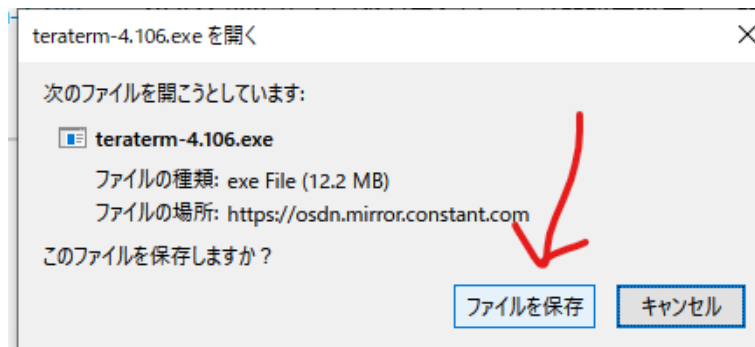 teraterm-4.106.exe を開く
次のファイルを開こうとしています:
teraterm-4.106.exe
ファイルの種類: exe File (12.2 MB)
ファイルの場所: https://osdn.mirror.constant.com
このファイルを保存しますか?
ファイルを保存 キャンセル